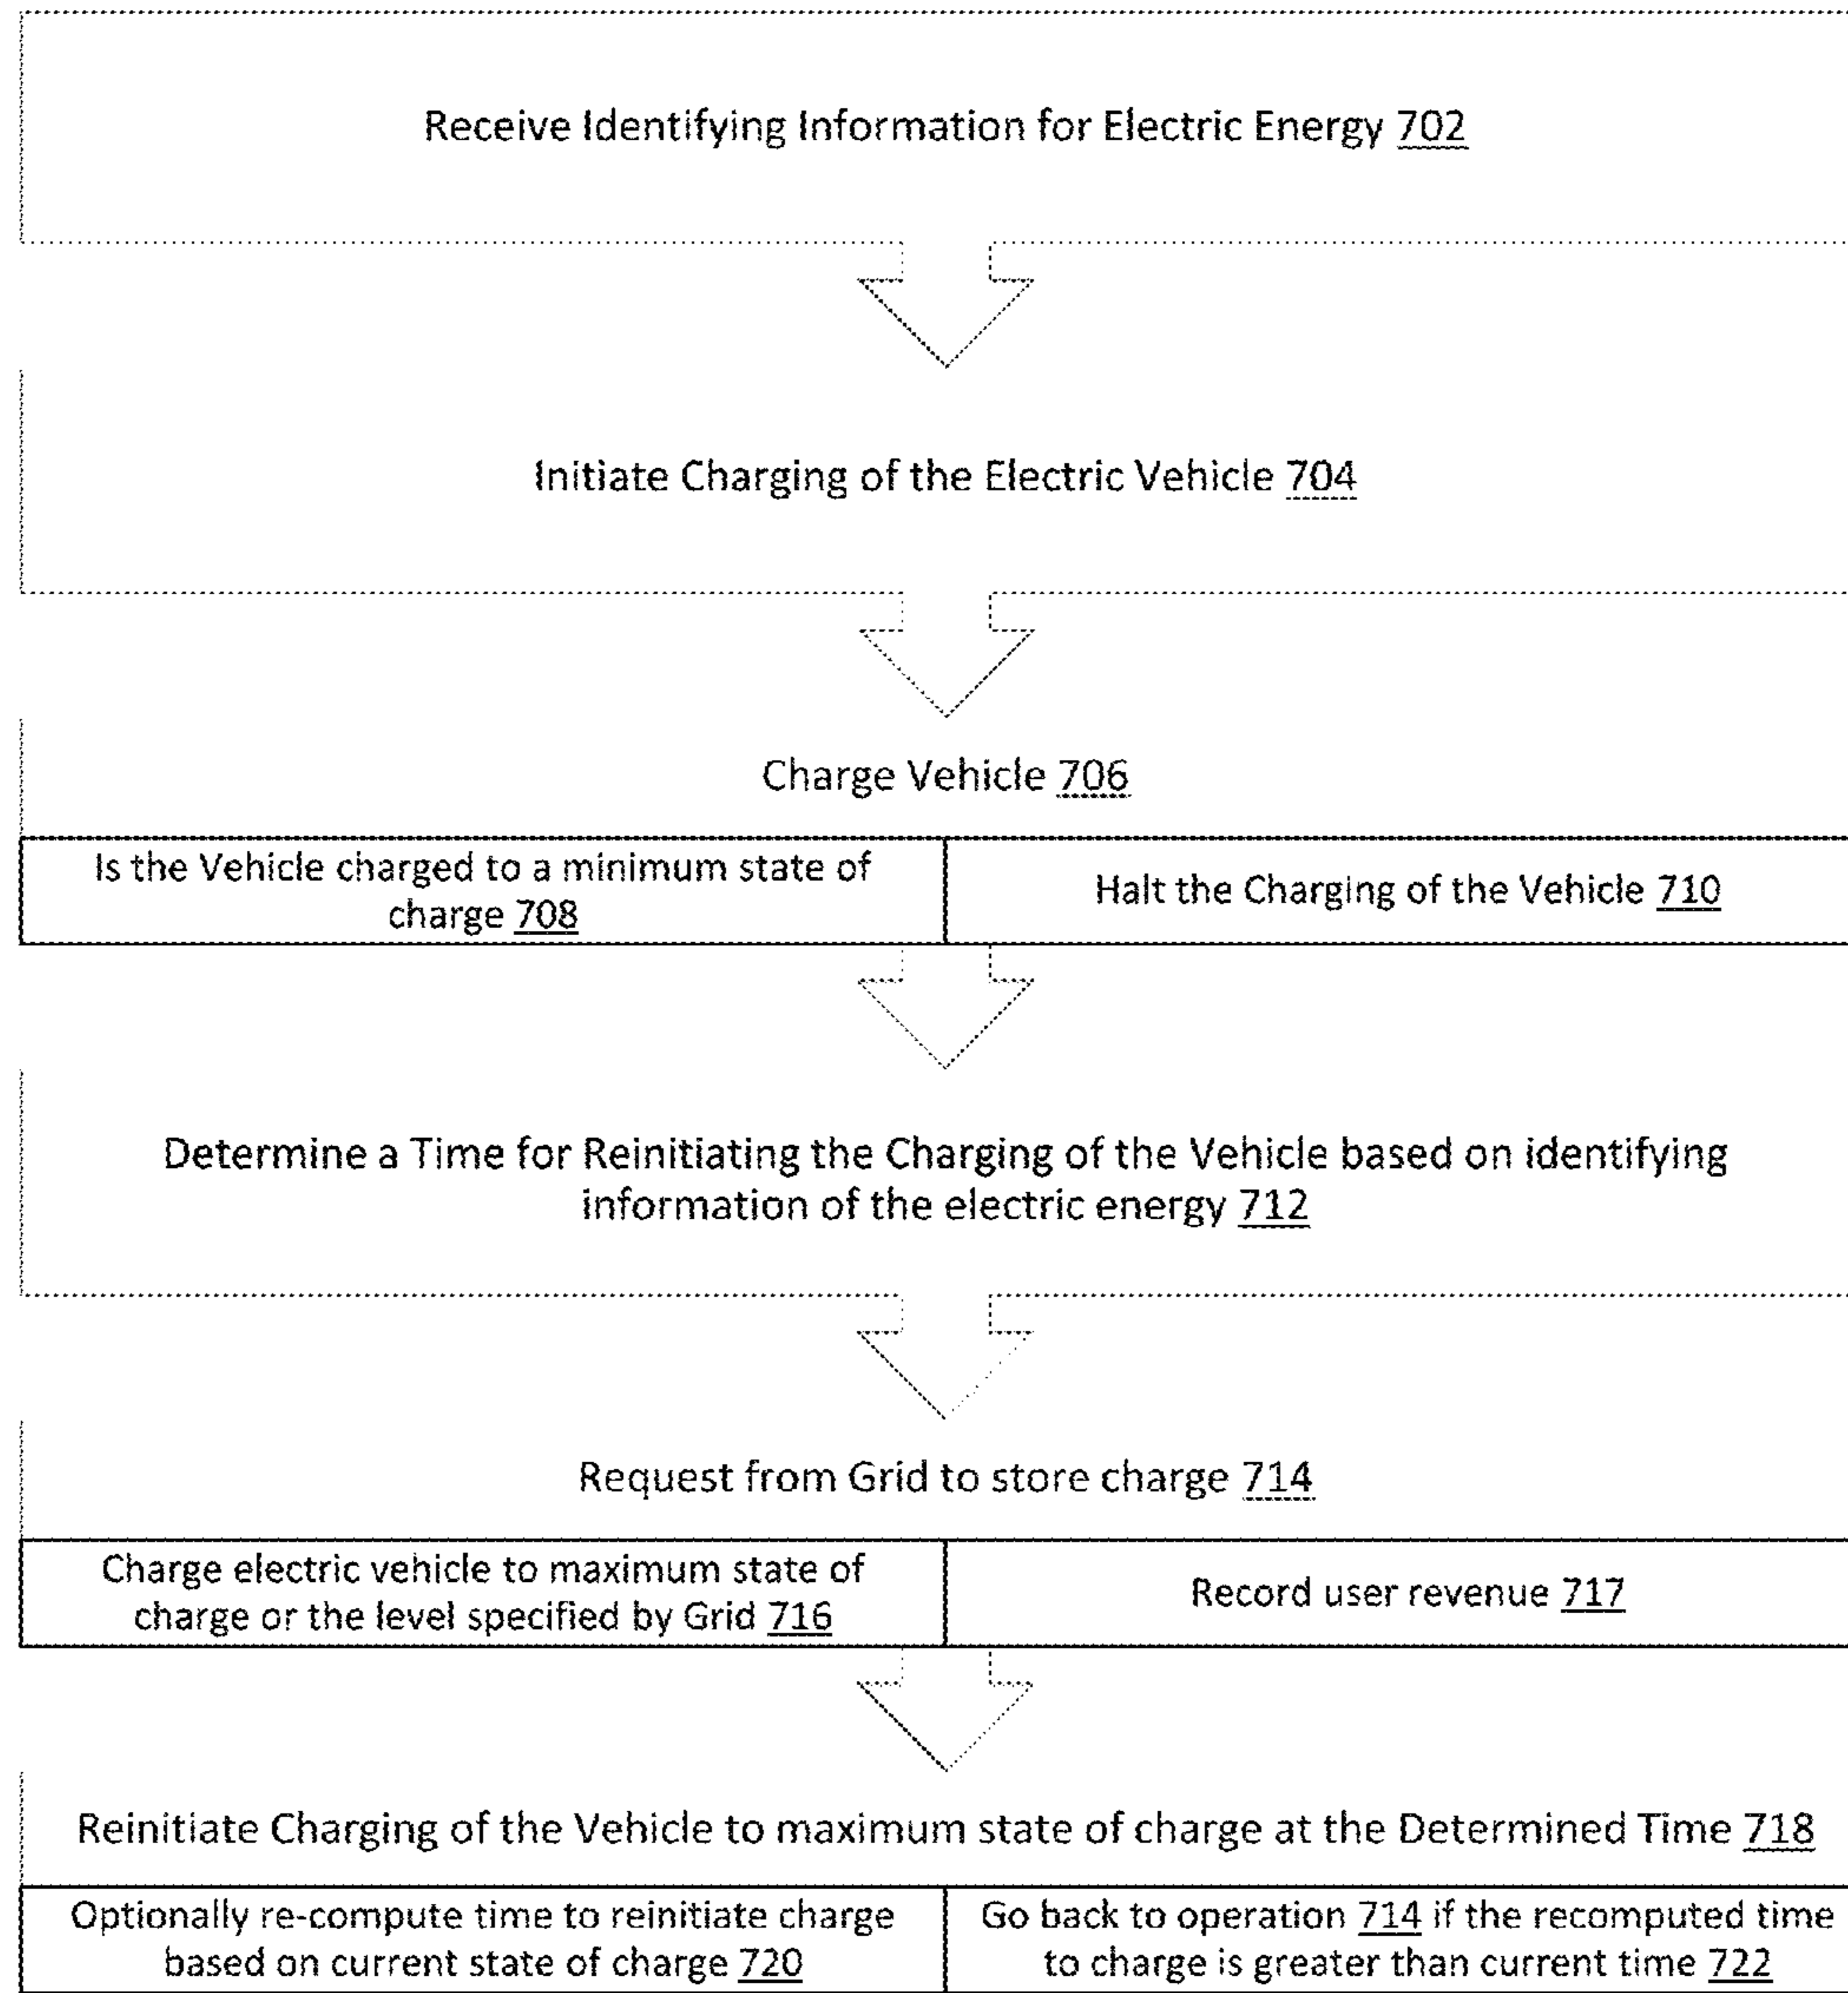 Receive Identifying Information for Electric Energy 702
Initiate Charging of the Electric Vehicle 704
Charge Vehicle 706
Is the Vehicle charged to a minimum state of
charge 708
Halt the Charging of the Vehicle 710
Determine a Time for Reinitiating the Charging of the Vehicle based on identifying
information of the electric energy 712
Request from Grid to store charge 714
Charge electric vehicle to maximum state of
charge or the level specified by Grid 716
Record user revenue 717
Reinitiate Charging of the Vehicle to maximum state of charge at the Determined Time 718
Optionally re-compute time to reinitiate charge
based on current state of charge 720
Go back to operation 714 if the recomputed time
to charge is greater than current time 722